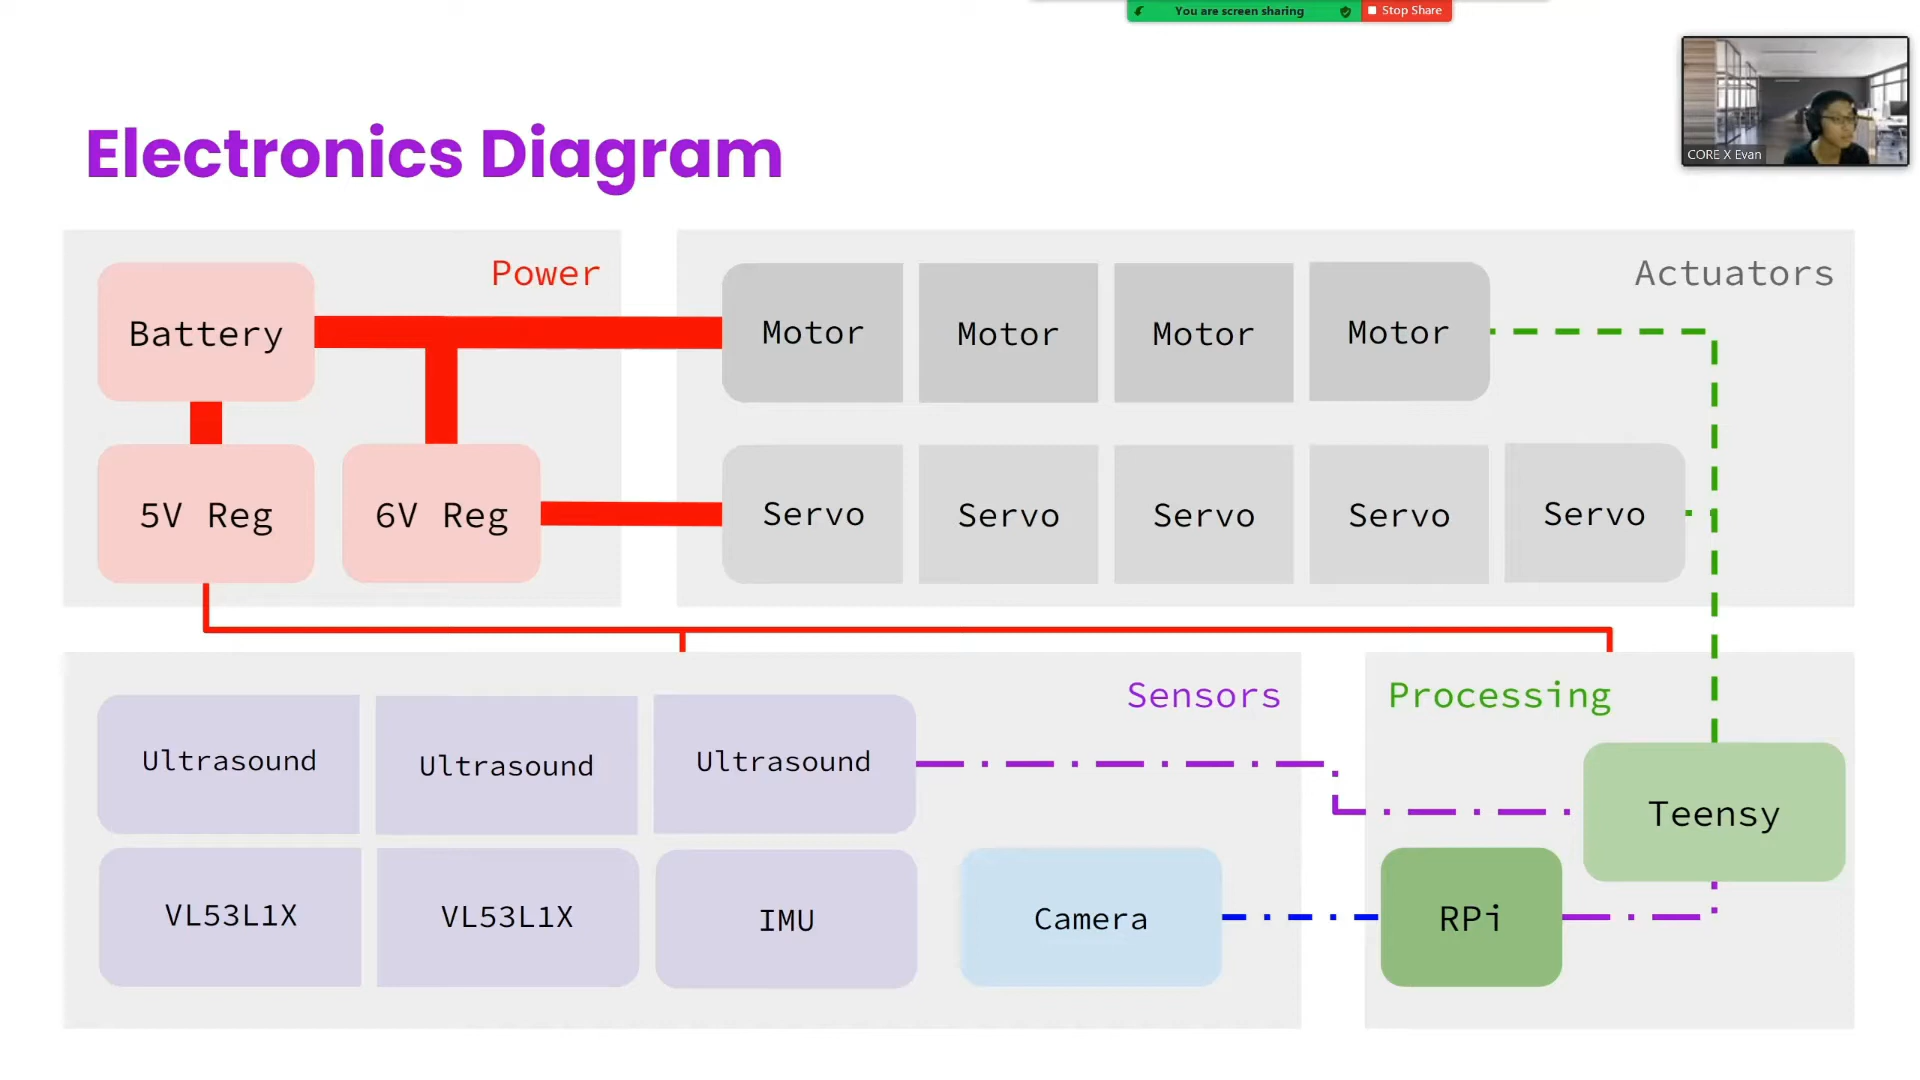 You are screen sharing
Stop Share
CORE X Evan
Electronics Diagram
Power
Actuators
Battery
Motor
Motor
Motor
Motor
5V Reg
6V Reg
Servo
Servo
Servo
Servo
Servo
Sensors
Processing
Ultrasound
Ultrasound
Ultrasound
Teensy
VL53L1X
VL53L1X
IMU
Camera
RPi